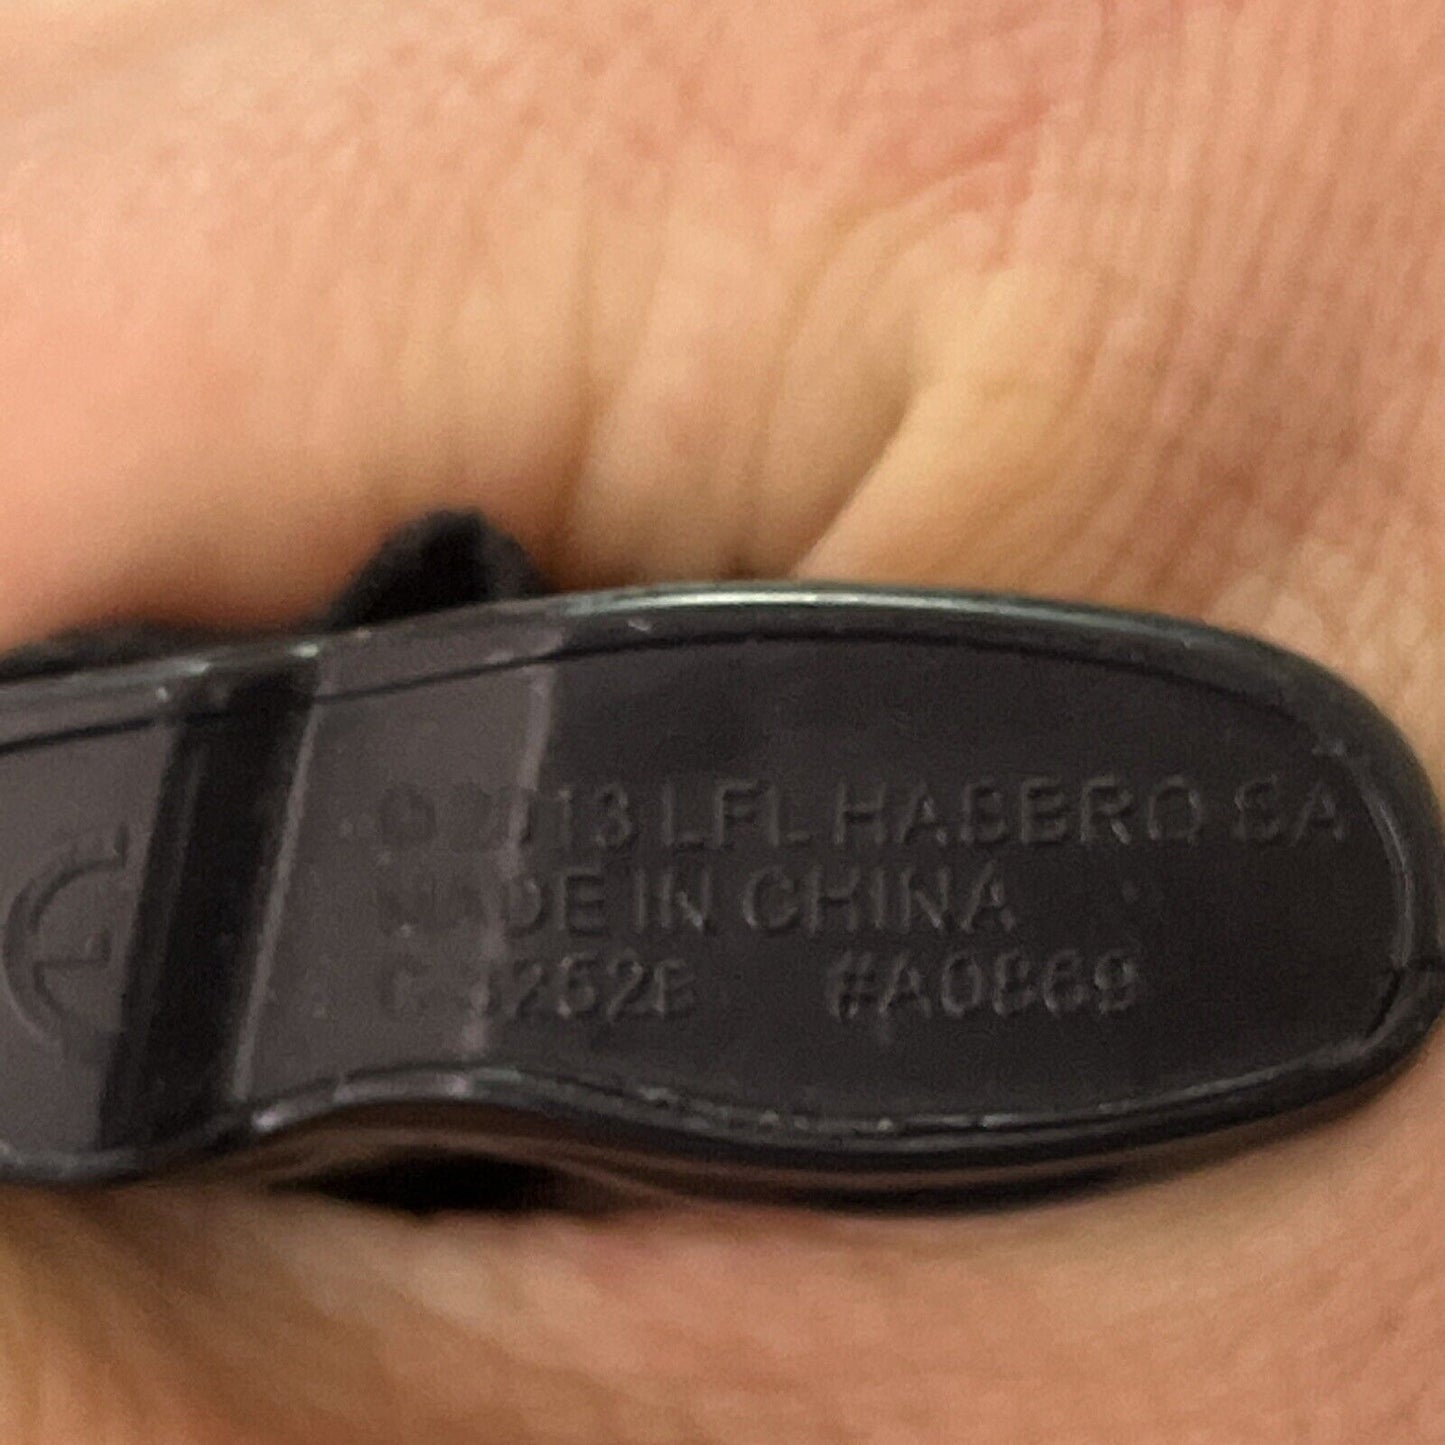 © 2013 LFL HASBRO SA
MADE IN CHINA
#A0869